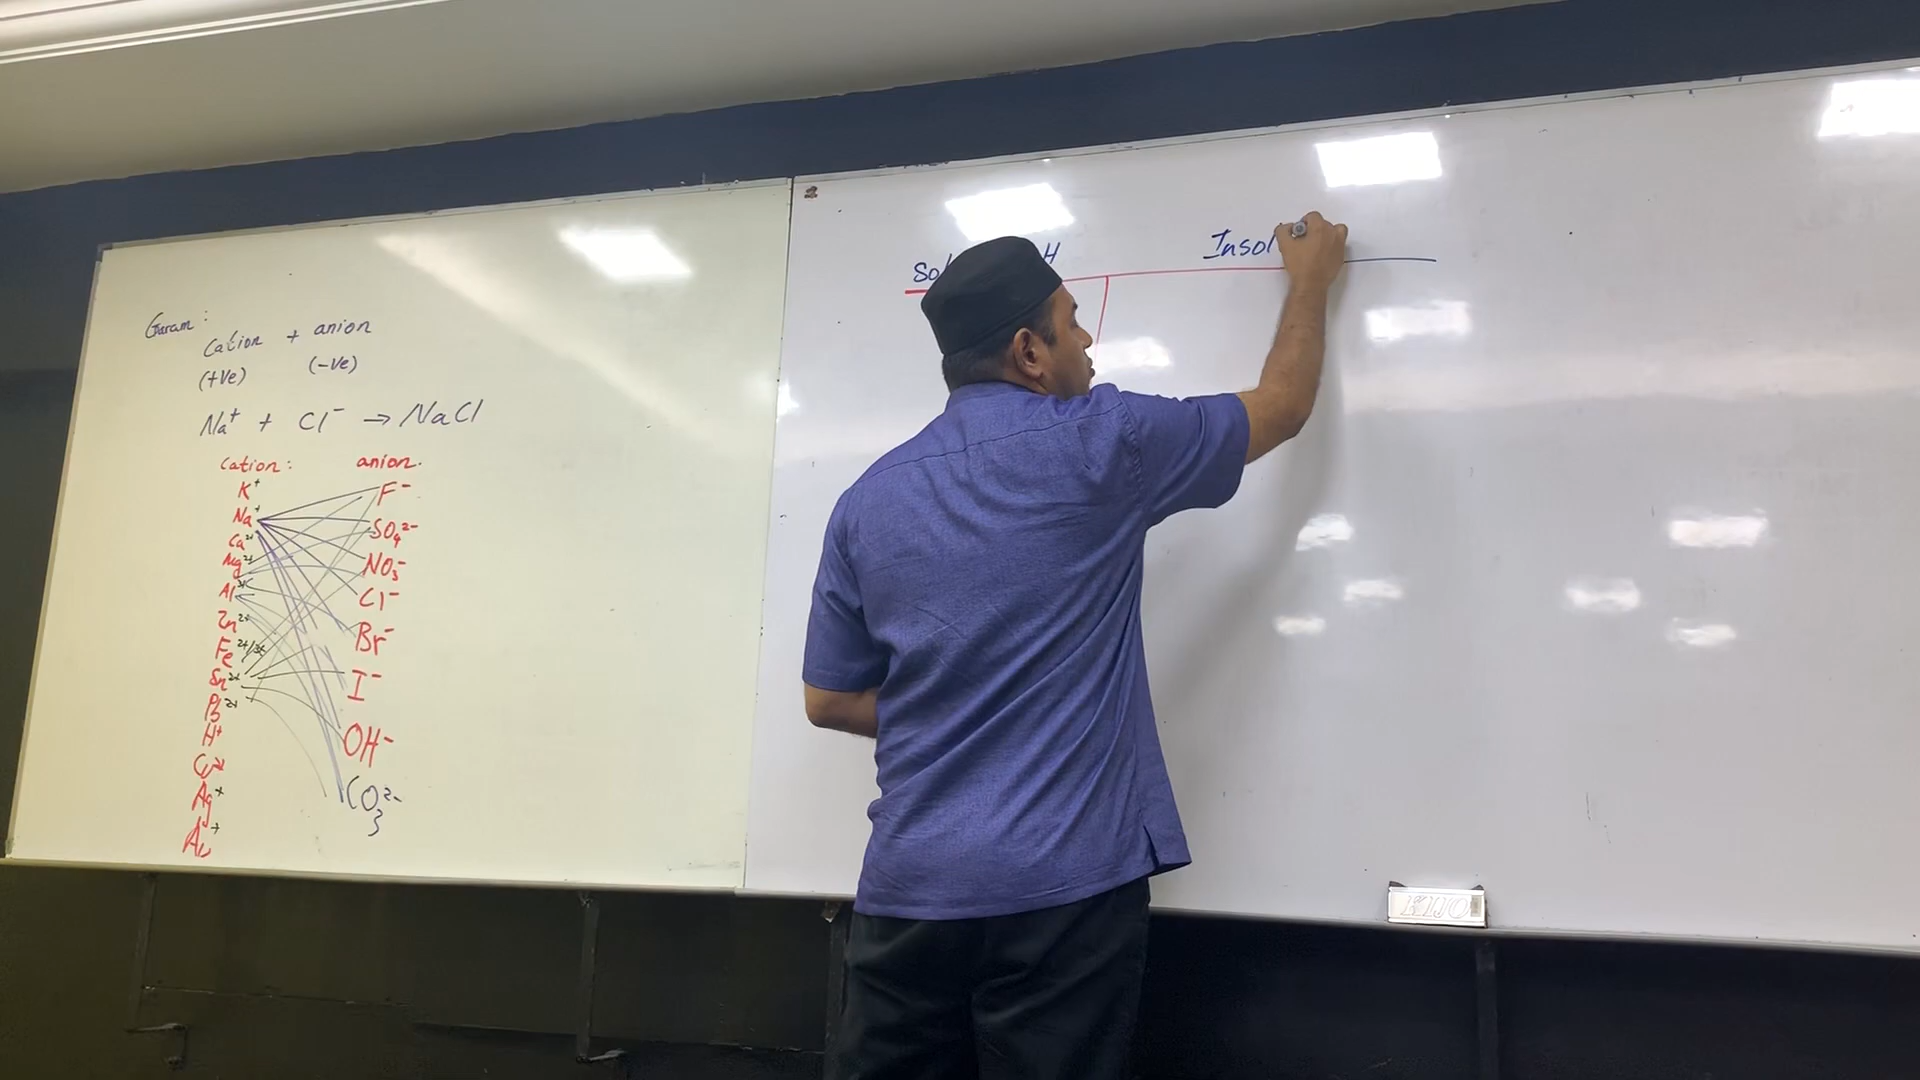 Garam:
Cation + anion
(+Ve) (-Ve)
Na⁺ + Cl⁻ → NaCl
Cation: anion.
K⁺ F⁻
Na⁺ SO₄²⁻
Ca²⁺ NO₃⁻
Mg²⁺ Cl⁻
Al³⁺ Br⁻
Zn²⁺ I⁻
Fe²⁺/³⁺ OH⁻
Sn²⁺ CO₃²⁻
Pb²⁺
H⁺
Ag⁺
Au⁺
Insol
KIJO